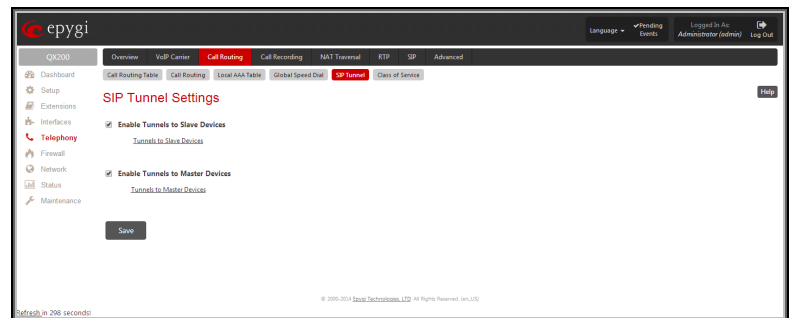 epygi
Language
Pending Events
Logged In As:
Administrator (admin)
Log Out
QX200
Overview VoIP Carrier Call Routing Call Recording NAT Traversal RTP SIP Advanced
Dashboard
Setup
Extensions
Interfaces
Telephony
Firewall
Network
Status
Maintenance
Call Routing Table Call Routing Local AAA Table Global Speed Dial SIP Tunnel Class of Service
Help
SIP Tunnel Settings
Enable Tunnels to Slave Devices
Tunnels to Slave Devices
Enable Tunnels to Master Devices
Tunnels to Master Devices
Save
© 2000-2014 Epygi Technologies, LTD. All Rights Reserved. (en_US)
Refresh in 298 seconds!